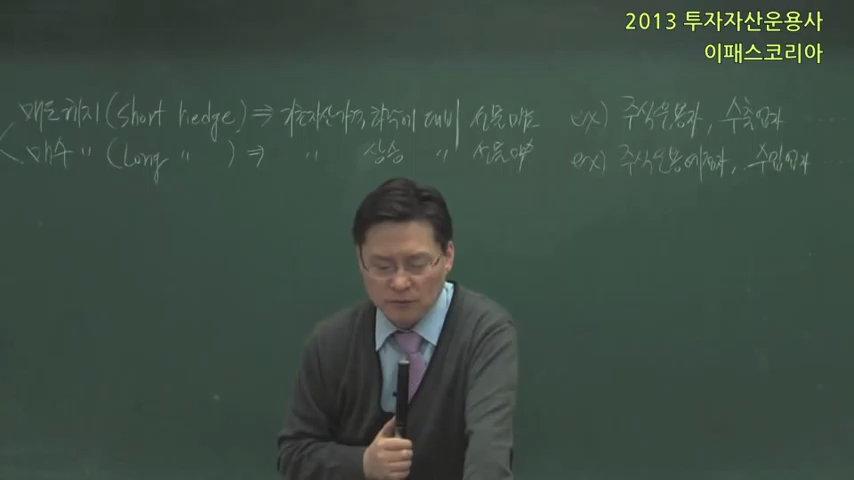 2013 투자자산운용사
이패스코리아
매도헤지(short hedge) ⇒ 기초자산가격 하락에 대비 선물매도 ex) 주식운용자, 수출업자 ....
매수 〃 (Long 〃 ) ⇒ 〃 상승 〃 선물매수 ex) 주식운용예정자, 수입업자 ...